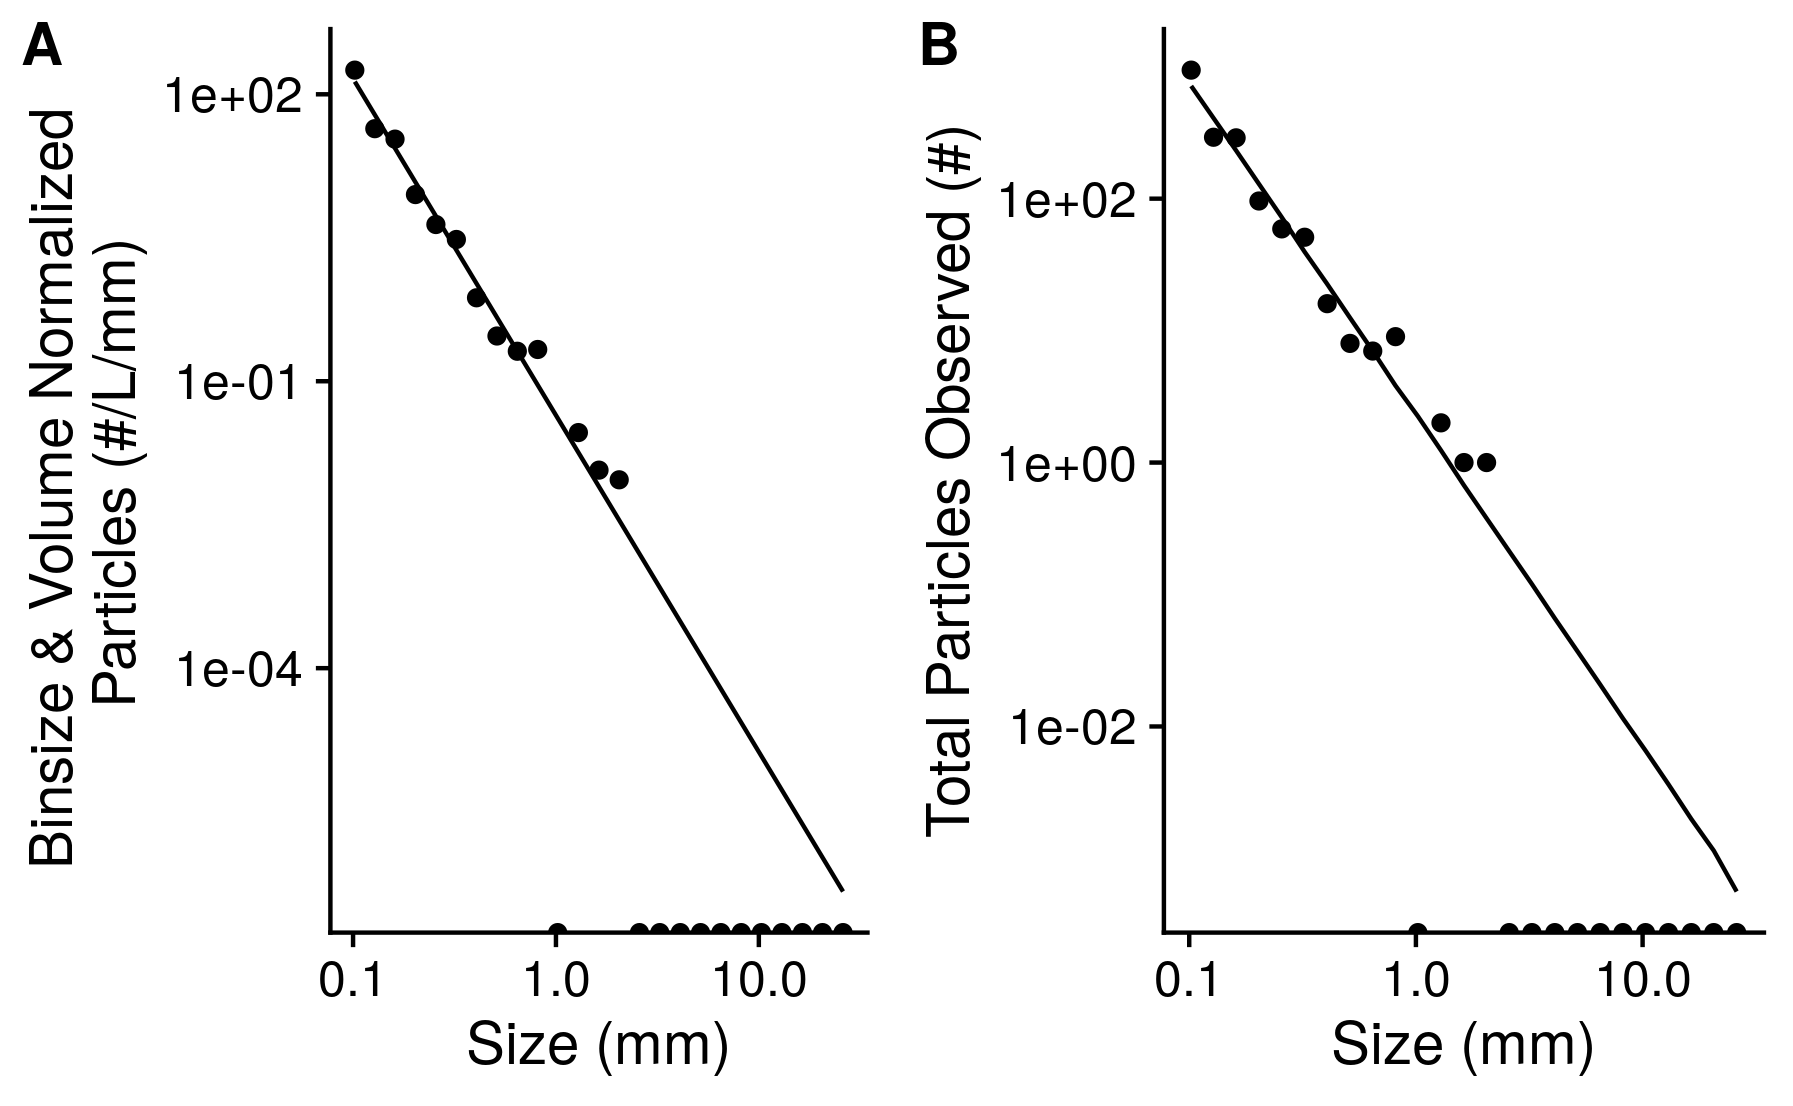 A
Binsize & Volume Normalized
Particles (#/L/mm)
1e+02
1e-01
1e-04
0.1
1.0
10.0
Size (mm)
B
Total Particles Observed (#)
1e+02
1e+00
1e-02
0.1
1.0
10.0
Size (mm)